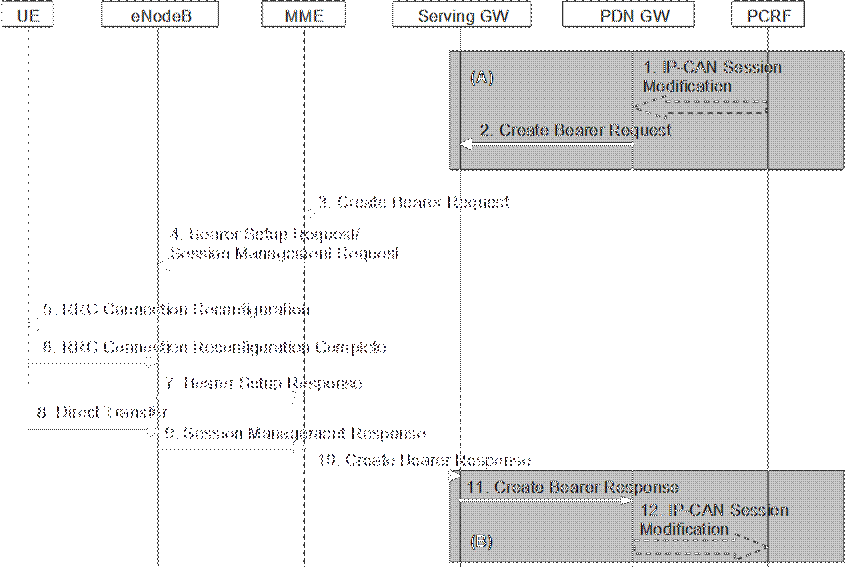 UE
eNodeB
MME
Serving GW
PDN GW
PCRF
(A)
1. IP-CAN Session
Modification
2. Create Bearer Request
3. Create Bearer Request
4. Bearer Setup Request/
Session Management Request
5. RRC Connection Reconfiguration
6. RRC Connection Reconfiguration Complete
7. Bearer Setup Response
8. Direct Transfer
9. Session Management Response
10. Create Bearer Response
11. Create Bearer Response
12. IP-CAN Session
Modification
(B)